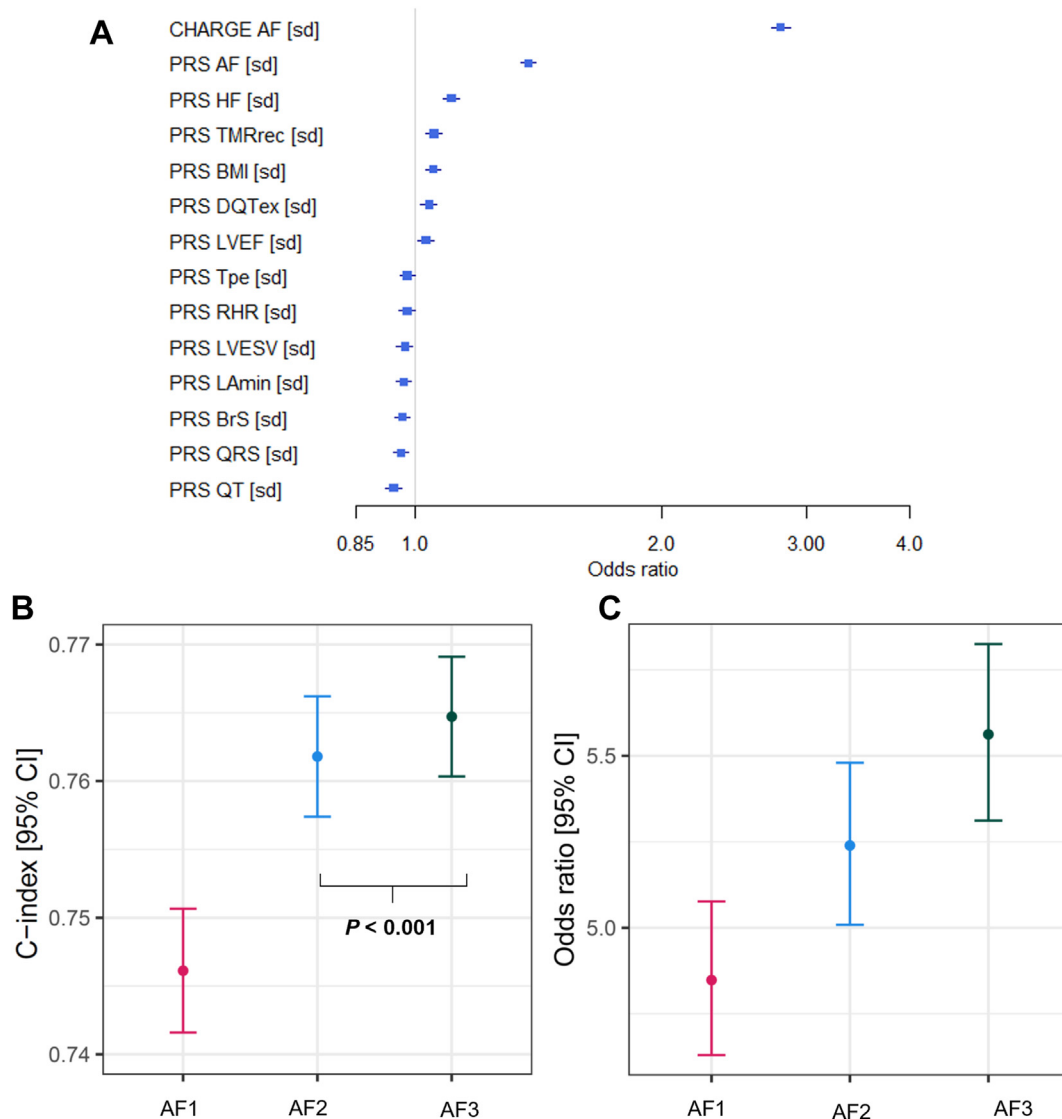 A
CHARGE AF [sd]
PRS AF [sd]
PRS HF [sd]
PRS TMRrec [sd]
PRS BMI [sd]
PRS DQTex [sd]
PRS LVEF [sd]
PRS Tpe [sd]
PRS RHR [sd]
PRS LVESV [sd]
PRS LAmin [sd]
PRS BrS [sd]
PRS QRS [sd]
PRS QT [sd]
0.85 1.0 2.0 3.00 4.0
Odds ratio
B
C-index [95% CI]
0.77
0.76
0.75
0.74
P < 0.001
AF1 AF2 AF3
C
Odds ratio [95% CI]
5.5
5.0
AF1 AF2 AF3